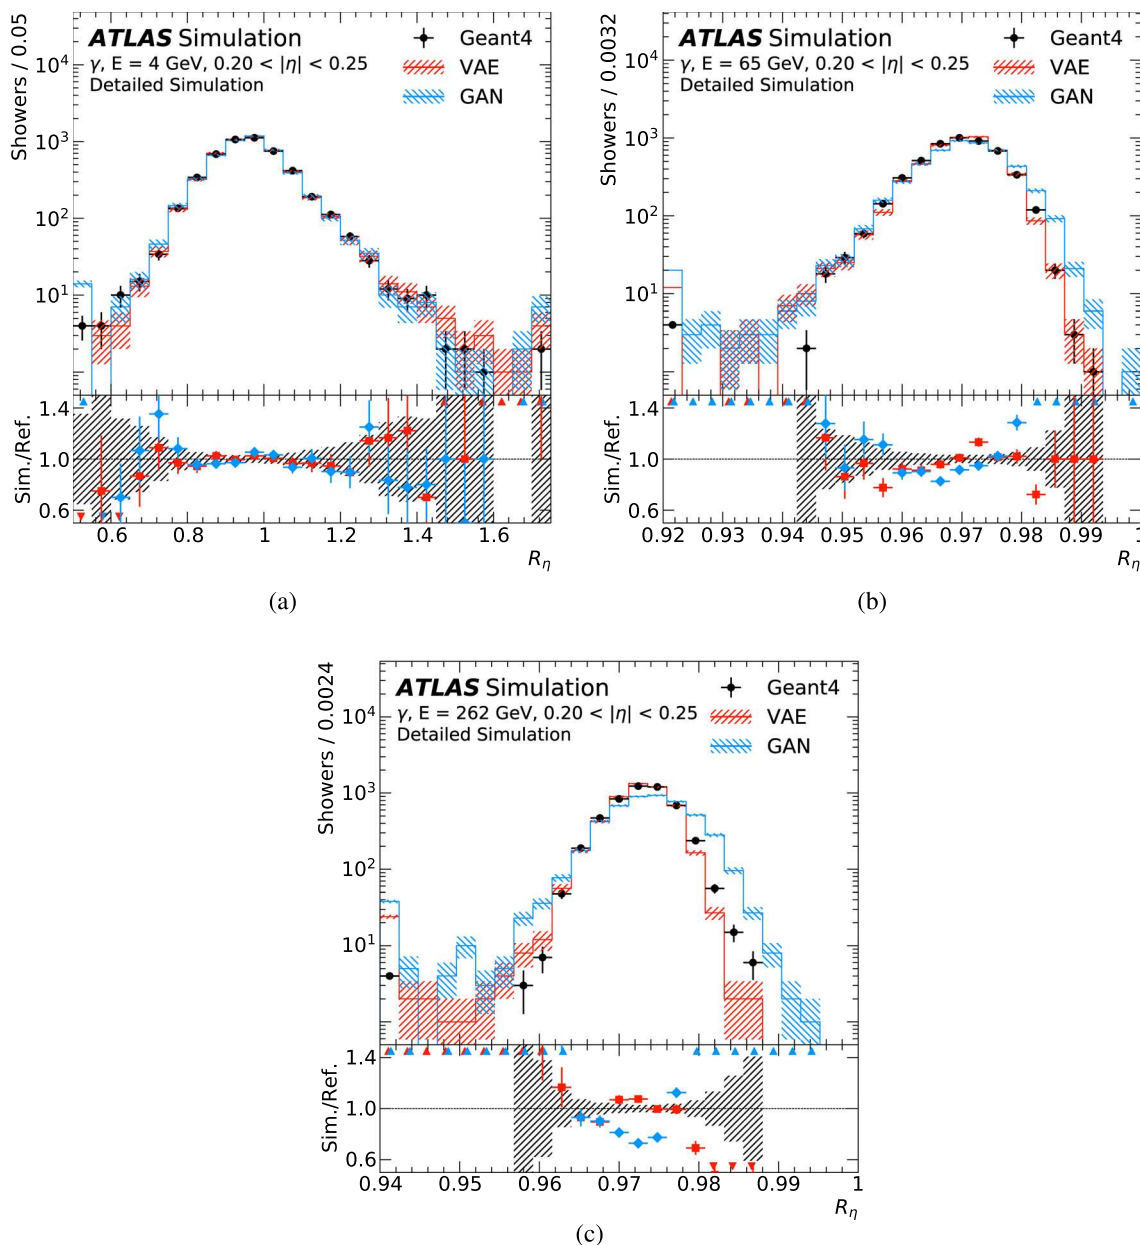 ATLAS Simulation
γ, E = 4 GeV, 0.20 < |η| < 0.25
Detailed Simulation
Geant4
VAE
GAN
Showers / 0.05
10⁴
10³
10²
10¹
Sim./Ref.
1.4
1.0
0.6
0.6 0.8 1 1.2 1.4 1.6
Rη
(a)
ATLAS Simulation
γ, E = 65 GeV, 0.20 < |η| < 0.25
Detailed Simulation
Geant4
VAE
GAN
Showers / 0.0032
10⁴
10³
10²
10¹
Sim./Ref.
1.4
1.0
0.6
0.92 0.93 0.94 0.95 0.96 0.97 0.98 0.99 1
Rη
(b)
ATLAS Simulation
γ, E = 262 GeV, 0.20 < |η| < 0.25
Detailed Simulation
Geant4
VAE
GAN
Showers / 0.0024
10⁴
10³
10²
10¹
Sim./Ref.
1.4
1.0
0.6
0.94 0.95 0.96 0.97 0.98 0.99 1
Rη
(c)